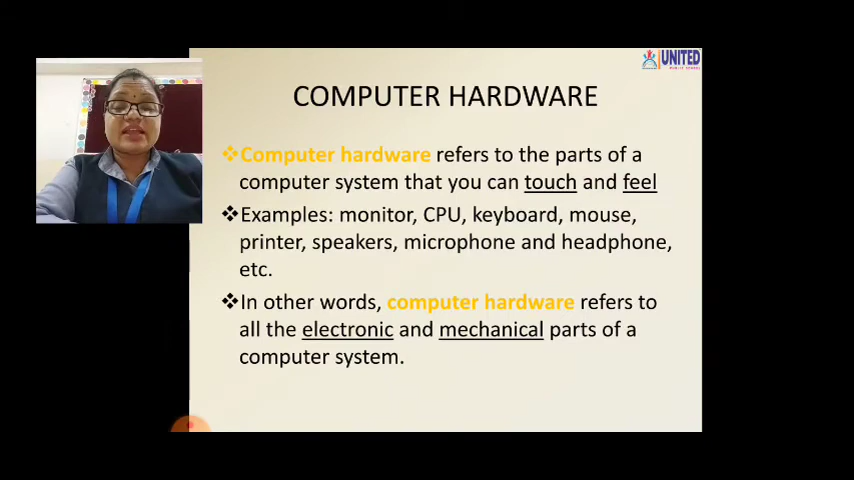 UNITED
PUBLIC SCHOOL
COMPUTER HARDWARE
Computer hardware refers to the parts of a
computer system that you can touch and feel
Examples: monitor, CPU, keyboard, mouse,
printer, speakers, microphone and headphone,
etc.
In other words, computer hardware refers to
all the electronic and mechanical parts of a
computer system.